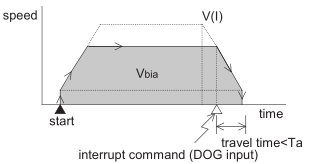 speed
V(I)
Vbia
start
time
travel time<Ta
interrupt command (DOG input)